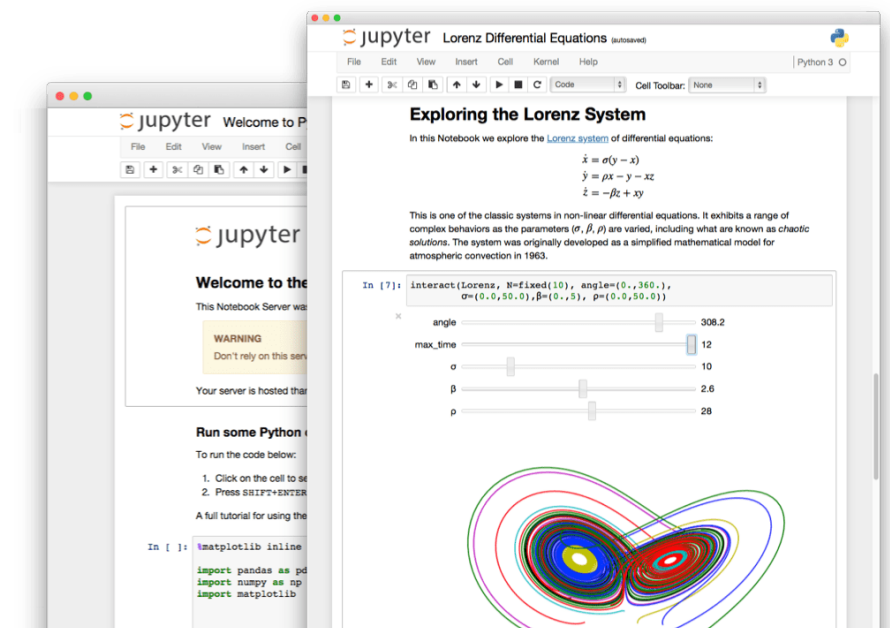 jupyter Lorenz Differential Equations (autosaved)
File Edit View Insert Cell Kernel Help Python 3
Code Cell Toolbar: None
Exploring the Lorenz System
In this Notebook we explore the Lorenz system of differential equations:
ẋ = σ(y − x)
ẏ = ρx − y − xz
ż = −βz + xy
This is one of the classic systems in non-linear differential equations. It exhibits a range of
complex behaviors as the parameters (σ, β, ρ) are varied, including what are known as chaotic
solutions. The system was originally developed as a simplified mathematical model for
atmospheric convection in 1963.
In [7]: interact(Lorenz, N=fixed(10), angle=(0.,360.),
σ=(0.0,50.0),β=(0.,5), ρ=(0.0,50.0))
angle 308.2
max_time 12
σ 10
β 2.6
ρ 28
jupyter Welcome to P
File Edit View Insert Cell
jupyter
Welcome to the
This Notebook Server was
WARNING
Don't rely on this serv
Your server is hosted than
Run some Python
To run the code below:
1. Click on the cell to se
2. Press SHIFT+ENTER
A full tutorial for using the
In [ ]: %matplotlib inline
import pandas as pd
import numpy as np
import matplotlib